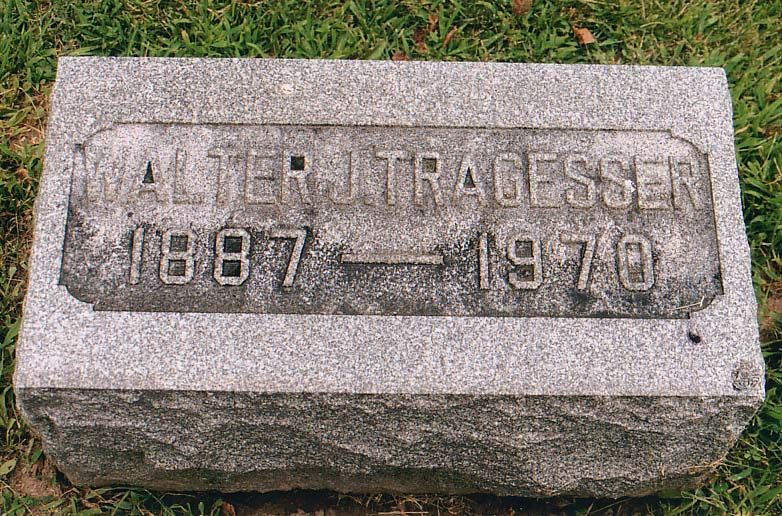 WALTER J. TRAGESSER
1887 — 1970